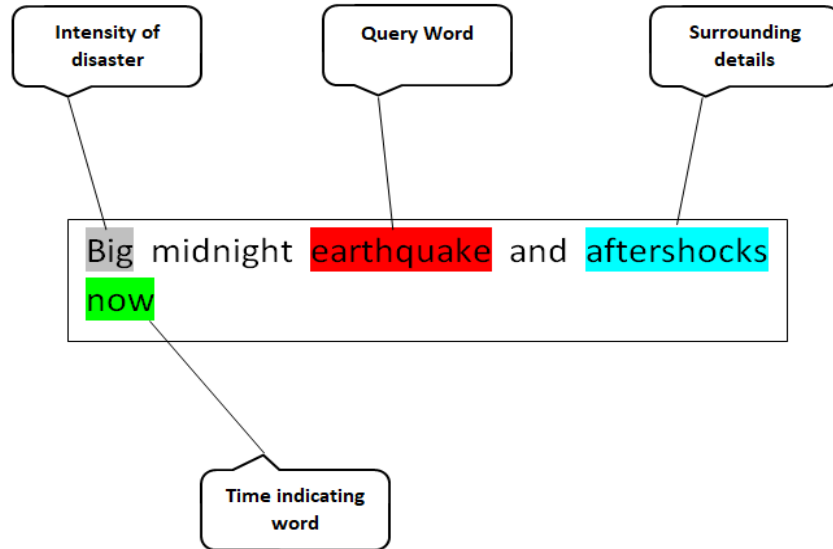 Intensity of
disaster
Query Word
Surrounding
details
Big midnight earthquake and aftershocks
now
Time indicating
word